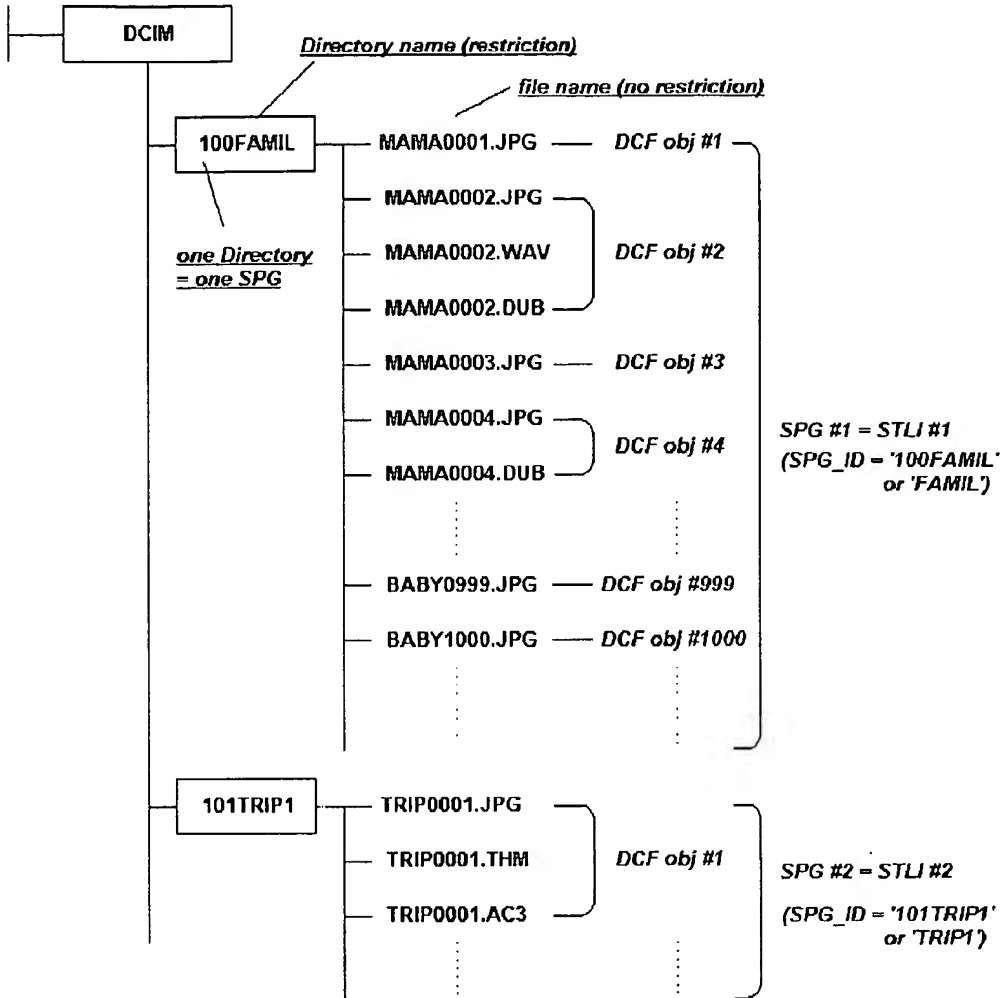 DCIM
Directory name (restriction)
file name (no restriction)
100FAMIL
MAMA0001.JPG
DCF obj #1
MAMA0002.JPG
one Directory
= one SPG
MAMA0002.WAV
DCF obj #2
MAMA0002.DUB
MAMA0003.JPG
DCF obj #3
MAMA0004.JPG
DCF obj #4
MAMA0004.DUB
SPG #1 = STLI #1
(SPG_ID = '100FAMIL'
or 'FAMIL')
BABY0999.JPG
DCF obj #999
BABY1000.JPG
DCF obj #1000
101TRIP1
TRIP0001.JPG
TRIP0001.THM
DCF obj #1
TRIP0001.AC3
SPG #2 = STLI #2
(SPG_ID = '101TRIP1'
or 'TRIP1')